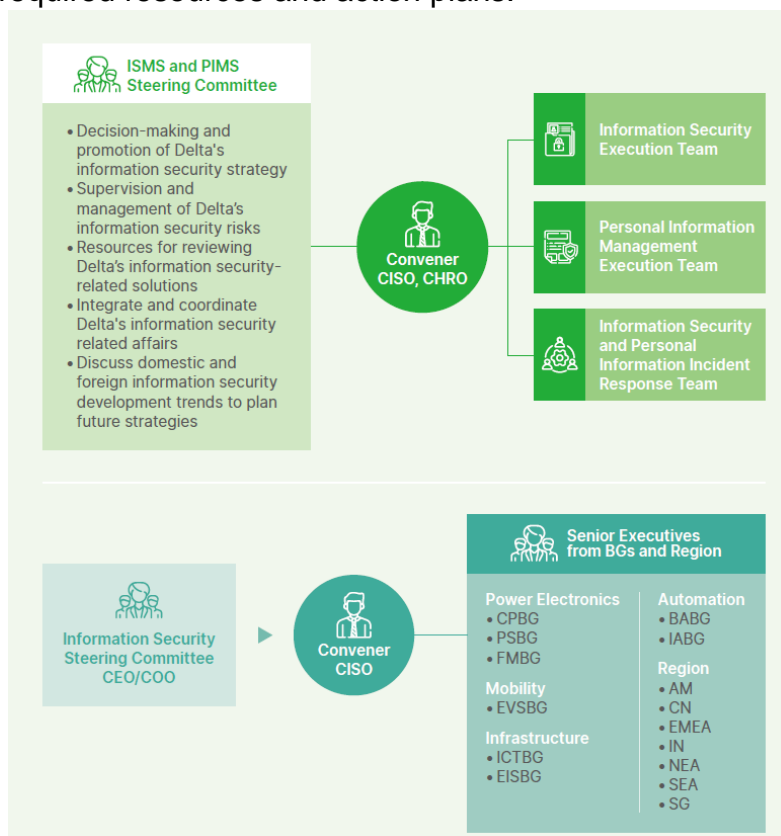 required resources and action plans.
ISMS and PIMS
Steering Committee
• Decision-making and
promotion of Delta's
information security strategy
• Supervision and
management of Delta's
information security risks
• Resources for reviewing
Delta's information security-
related solutions
• Integrate and coordinate
Delta's information security
related affairs
• Discuss domestic and
foreign information security
development trends to plan
future strategies
Convener
CISO, CHRO
Information Security
Execution Team
Personal Information
Management
Execution Team
Information Security
and Personal
Information Incident
Response Team
Information Security
Steering Committee
CEO/COO
Convener
CISO
Senior Executives
from BGs and Region
Power Electronics
• CPBG
• PSBG
• FMBG
Mobility
• EVSBG
Infrastructure
• ICTBG
• EISBG
Automation
• BABG
• IABG
Region
• AM
• CN
• EMEA
• IN
• NEA
• SEA
• SG